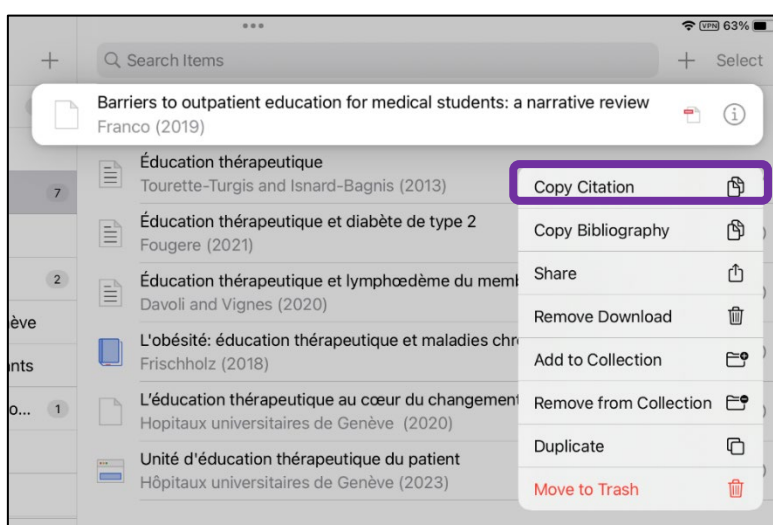 VPN 63%
Search Items
Select
Barriers to outpatient education for medical students: a narrative review
Franco (2019)
Éducation thérapeutique
Tourette-Turgis and Isnard-Bagnis (2013)
7
Éducation thérapeutique et diabète de type 2
Fougere (2021)
2
Éducation thérapeutique et lymphœdème du meml
Davoli and Vignes (2020)
ève
L'obésité: éducation thérapeutique et maladies chr
Frischholz (2018)
nts
L'éducation thérapeutique au cœur du changement
Hopitaux universitaires de Genève (2020)
o... 1
Unité d'éducation thérapeutique du patient
Hôpitaux universitaires de Genève (2023)
Copy Citation
Copy Bibliography
Share
Remove Download
Add to Collection
Remove from Collection
Duplicate
Move to Trash